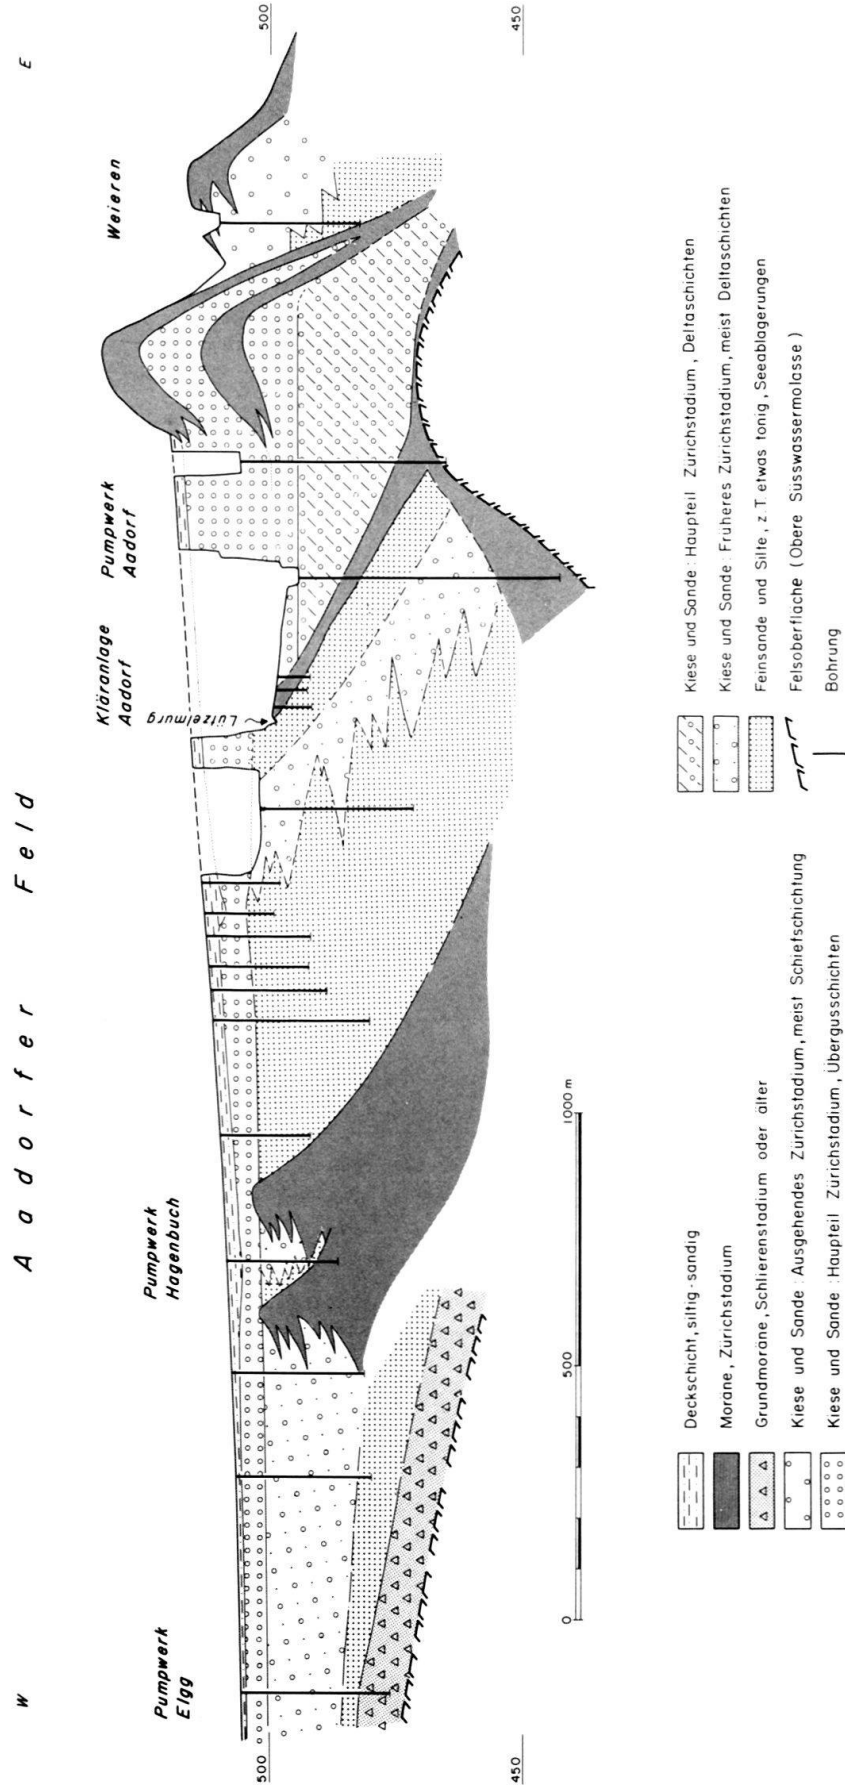 W
Aadorfer Feld
E
Pumpwerk
Elgg
Pumpwerk
Hagenbuch
Kläranlage
Aadorf
Pumpwerk
Aadorf
Weieren
Lützelmurg
500
450
500
450
0
500
1000 m
Deckschicht, siltig-sandig
Moräne, Zürichstadium
Grundmoräne, Schlierenstadium oder älter
Kiese und Sande : Ausgehendes Zürichstadium, meist Schiefschichtung
Kiese und Sande : Haupteil Zürichstadium, Übergusschichten
Kiese und Sande : Haupteil Zürichstadium, Deltaschichten
Kiese und Sande : Früheres Zürichstadium, meist Deltaschichten
Feinsande und Silte, z.T. etwas tonig, Seeablagerungen
Felsoberfläche (Obere Süsswassermolasse)
Bohrung